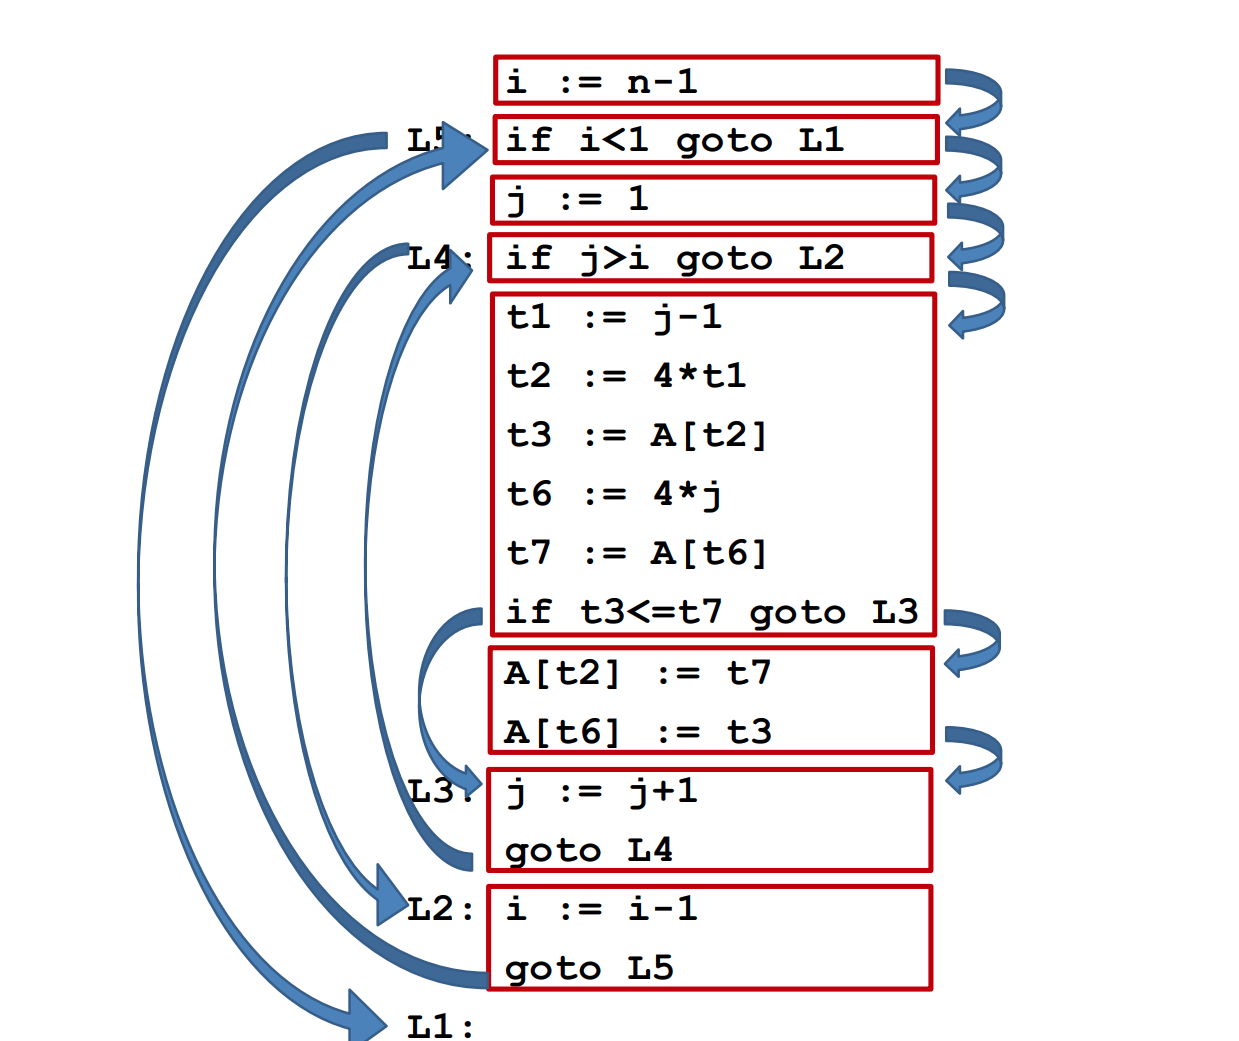 i := n-1
L5: if i<1 goto L1
j := 1
L4: if j>i goto L2
t1 := j-1
t2 := 4*t1
t3 := A[t2]
t6 := 4*j
t7 := A[t6]
if t3<=t7 goto L3
A[t2] := t7
A[t6] := t3
L3: j := j+1
goto L4
L2: i := i-1
goto L5
L1: